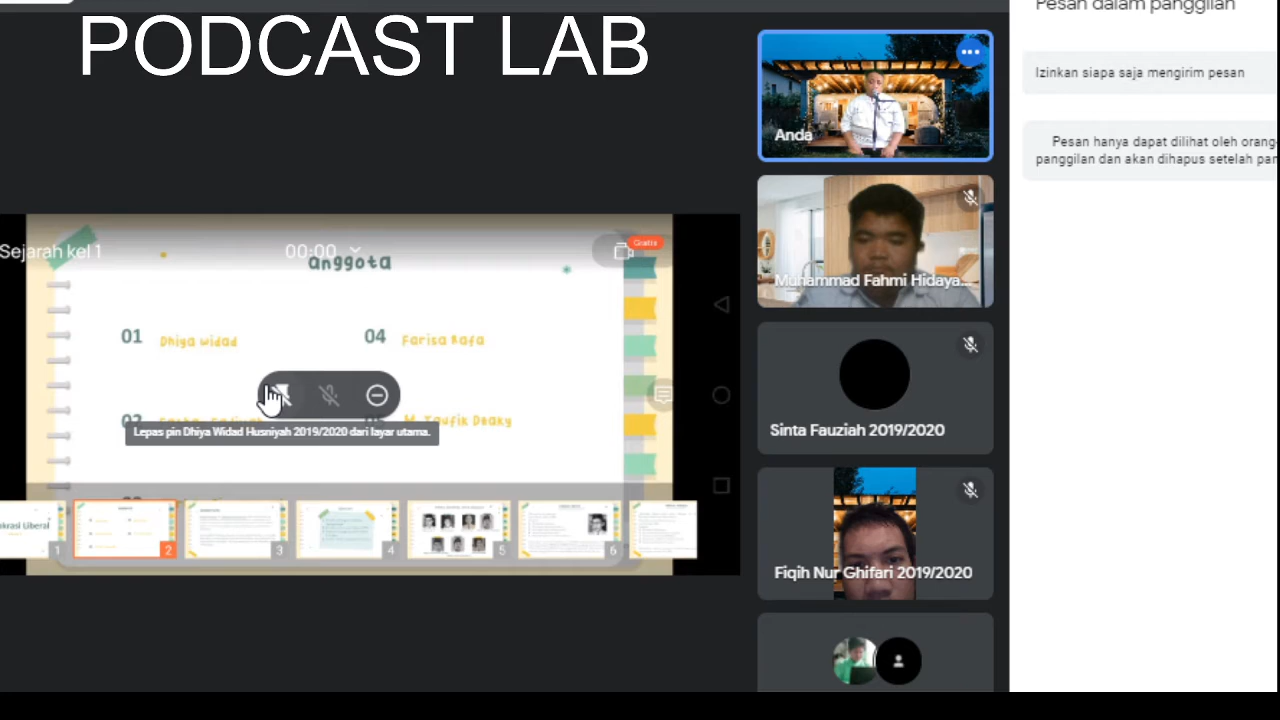 PODCAST LAB
Pesan dalam panggilan
Izinkan siapa saja mengirim pesan
Pesan hanya dapat dilihat oleh orang-
panggilan dan akan dihapus setelah
Anda
Muhammad Fahmi Hidaya...
Sinta Fauziah 2019/2020
Fiqih Nur Ghifari 2019/2020
Sejarah kel 1
00:00
Gratis
anggota
01 Dhiya widad
04 Farisa Rafa
M Taufik Dzaky
Lepas pin Dhiya Widad Husniyah 2019/2020 dari layar utama.
Liberal
1
2
3
4
5
6